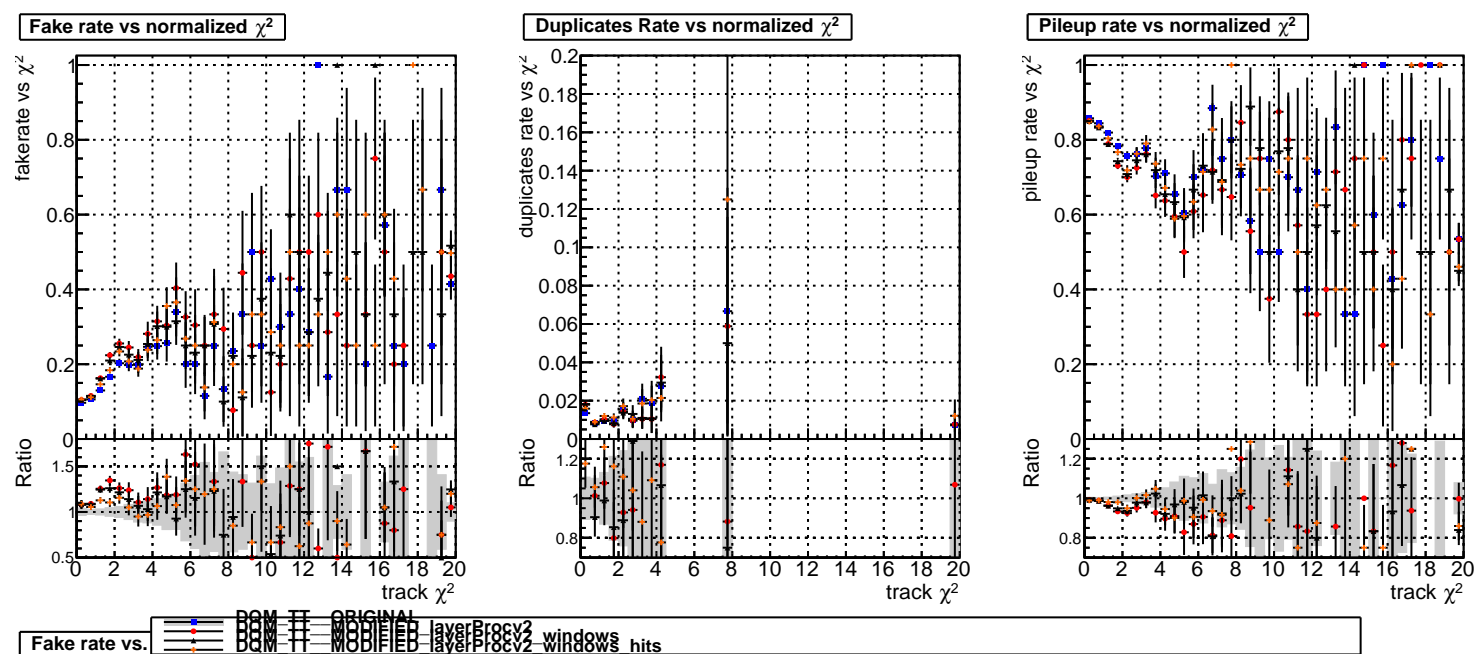 Fake rate vs normalized χ²
Duplicates Rate vs normalized χ²
Pileup rate vs normalized χ²
fakerate vs χ²
1
0.8
0.6
0.4
0.2
0
Ratio
1.5
1
0.5
0 2 4 6 8 10 12 14 16 18 20
track χ²
duplicates rate vs χ²
0.2
0.18
0.16
0.14
0.12
0.1
0.08
0.06
0.04
0.02
0
Ratio
1.2
1
0.8
0 2 4 6 8 10 12 14 16 18 20
track χ²
pileup rate vs χ²
1
0.8
0.6
0.4
0.2
0
Ratio
1.2
1
0.8
0 2 4 6 8 10 12 14 16 18 20
track χ²
Fake rate vs.
DQM_TT__ORIGINAL
DQM_TT__MODIFIED_layerProcv2
DQM_TT__MODIFIED_layerProcv2_windows
DQM_TT__MODIFIED_layerProcv2_windows_hits